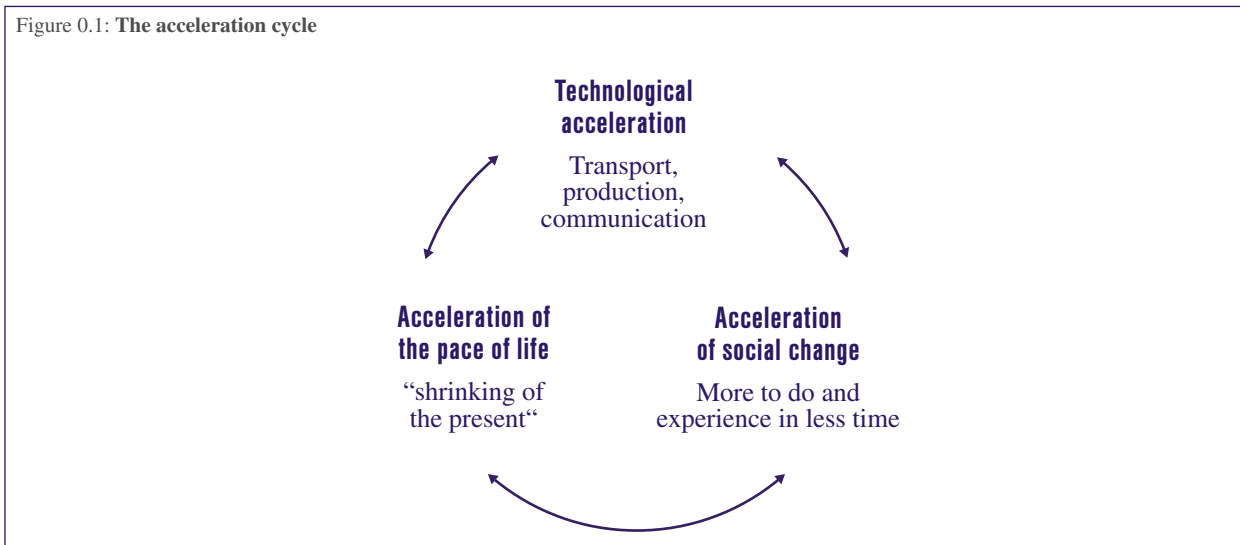 Figure 0.1: The acceleration cycle
Technological
acceleration
Transport,
production,
communication
Acceleration of
the pace of life
“shrinking of
the present“
Acceleration
of social change
More to do and
experience in less time